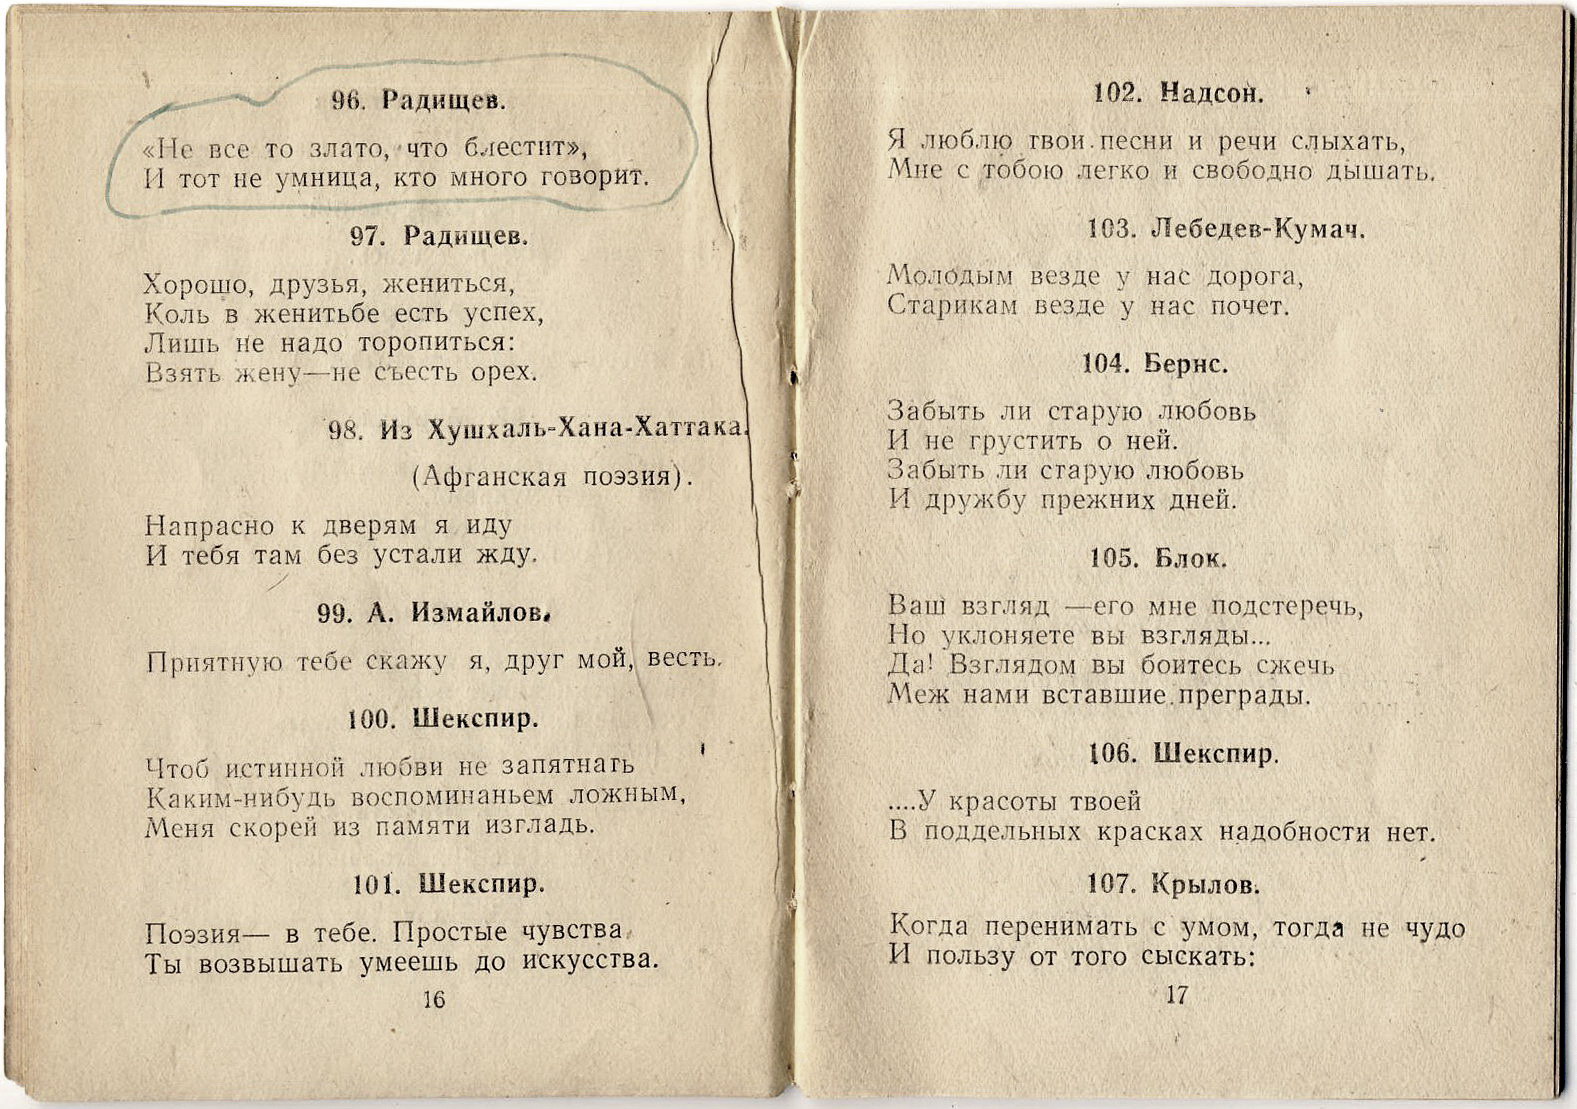 96. Радищев.
«Не все то злато, что блестит»,
И тот не умница, кто много говорит.
97. Радищев.
Хорошо, друзья, жениться,
Коль в женитьбе есть успех,
Лишь не надо торопиться:
Взять жену—не съесть орех.
98. Из Хушхаль-Хана-Хаттака.
(Афганская поэзия).
Напрасно к дверям я иду
И тебя там без устали жду.
99. А. Измайлов.
Приятную тебе скажу я, друг мой, весть.
100. Шекспир.
Чтоб истинной любви не запятнать
Каким-нибудь воспоминаньем ложным,
Меня скорей из памяти изгладь.
101. Шекспир.
Поэзия— в тебе. Простые чувства
Ты возвышать умеешь до искусства.
16
102. Надсон.
Я люблю твои песни и речи слыхать,
Мне с тобою легко и свободно дышать.
103. Лебедев-Кумач.
Молодым везде у нас дорога,
Старикам везде у нас почет.
104. Бернс.
Забыть ли старую любовь
И не грустить о ней.
Забыть ли старую любовь
И дружбу прежних дней.
105. Блок.
Ваш взгляд —его мне подстеречь,
Но уклоняете вы взгляды...
Да! Взглядом вы боитесь сжечь
Меж нами вставшие преграды.
106. Шекспир.
....У красоты твоей
В поддельных красках надобности нет.
107. Крылов.
Когда перенимать с умом, тогда не чудо
И пользу от того сыскать:
17